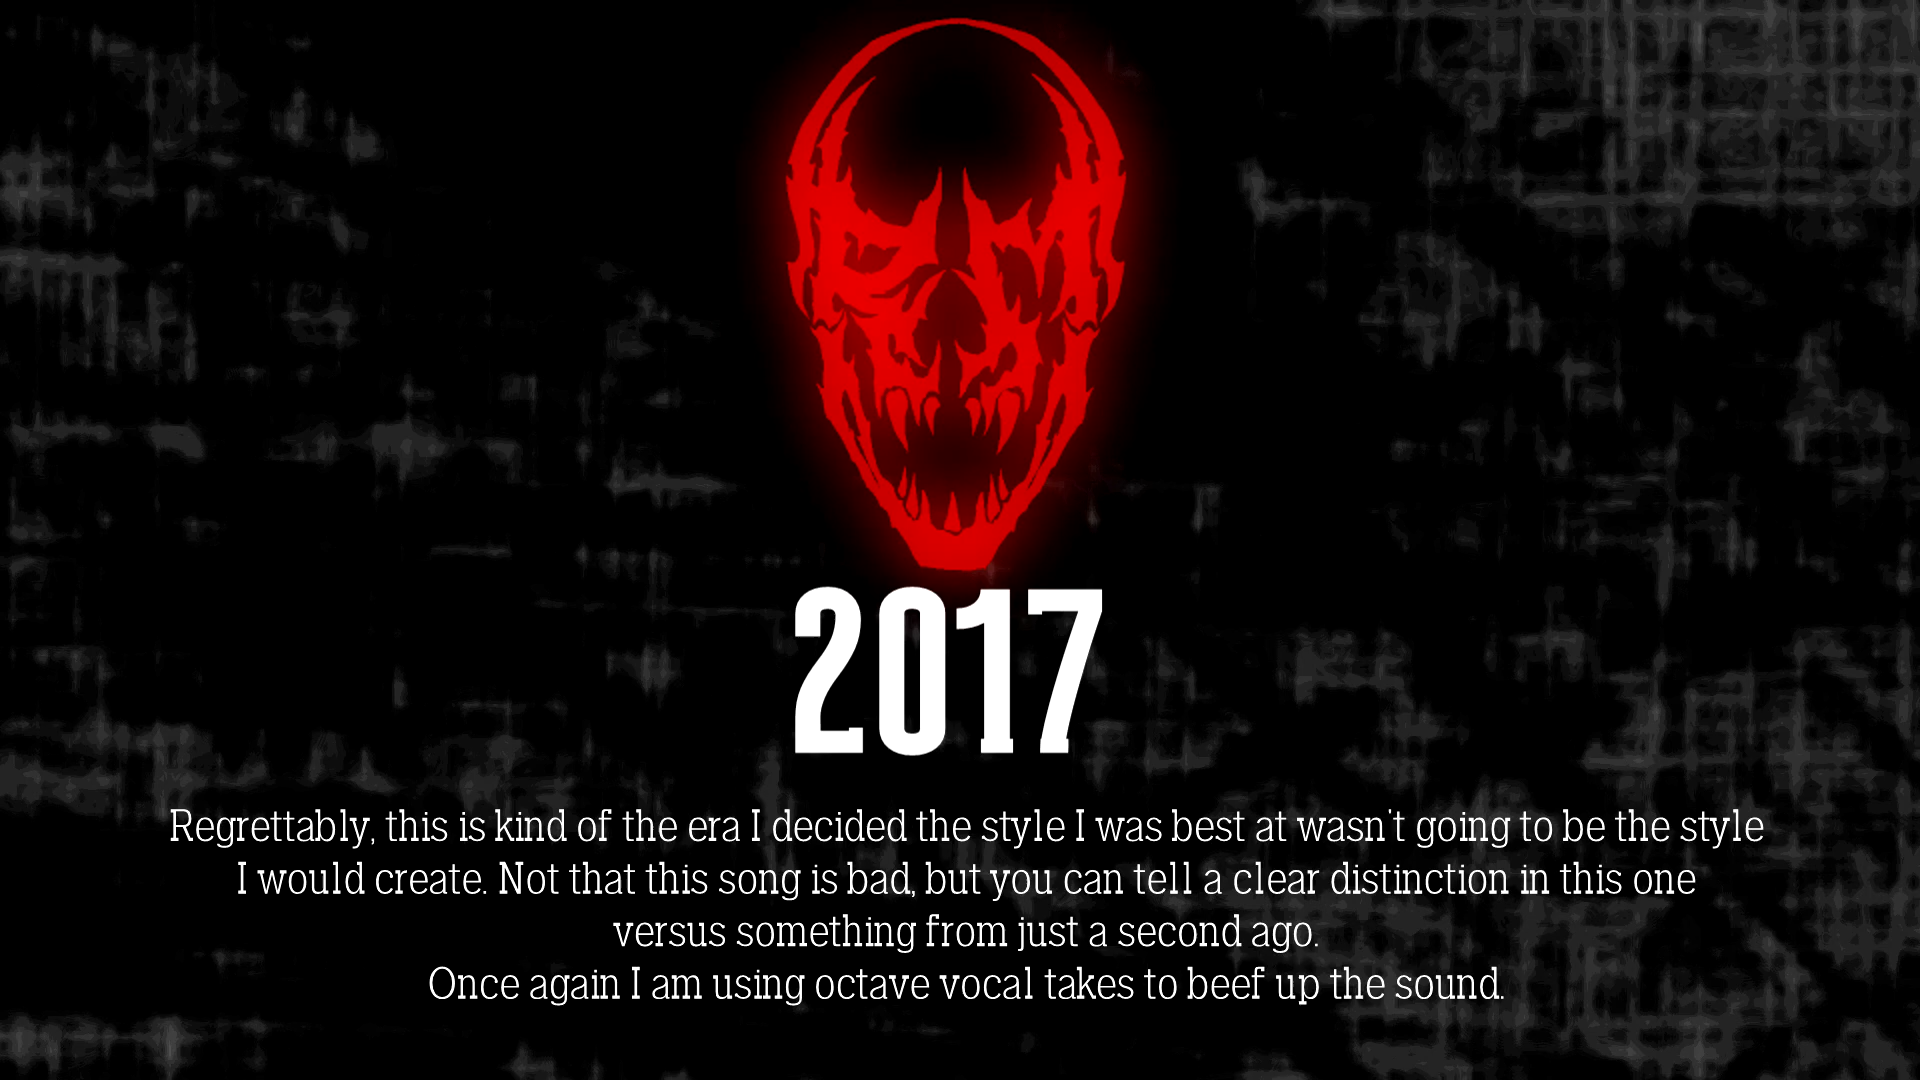 2017
Regrettably, this is kind of the era I decided the style I was best at wasn't going to be the style
I would create. Not that this song is bad, but you can tell a clear distinction in this one
versus something from just a second ago.
Once again I am using octave vocal takes to beef up the sound.